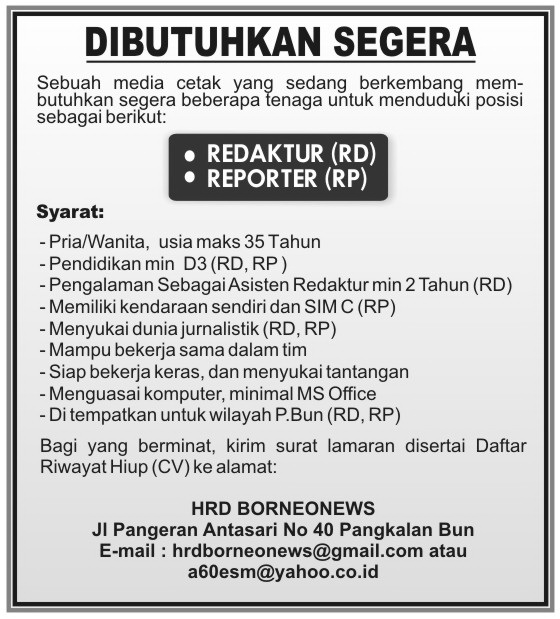 DIBUTUHKAN SEGERA
Sebuah media cetak yang sedang berkembang mem-
butuhkan segera beberapa tenaga untuk menduduki posisi
sebagai berikut:
• REDAKTUR (RD)
• REPORTER (RP)
Syarat:
- Pria/Wanita, usia maks 35 Tahun
- Pendidikan min D3 (RD, RP )
- Pengalaman Sebagai Asisten Redaktur min 2 Tahun (RD)
- Memiliki kendaraan sendiri dan SIM C (RP)
- Menyukai dunia jurnalistik (RD, RP)
- Mampu bekerja sama dalam tim
- Siap bekerja keras, dan menyukai tantangan
- Menguasai komputer, minimal MS Office
- Di tempatkan untuk wilayah P.Bun (RD, RP)
Bagi yang berminat, kirim surat lamaran disertai Daftar
Riwayat Hiup (CV) ke alamat:
HRD BORNEONEWS
Jl Pangeran Antasari No 40 Pangkalan Bun
E-mail : hrdborneonews@gmail.com atau
a60esm@yahoo.co.id